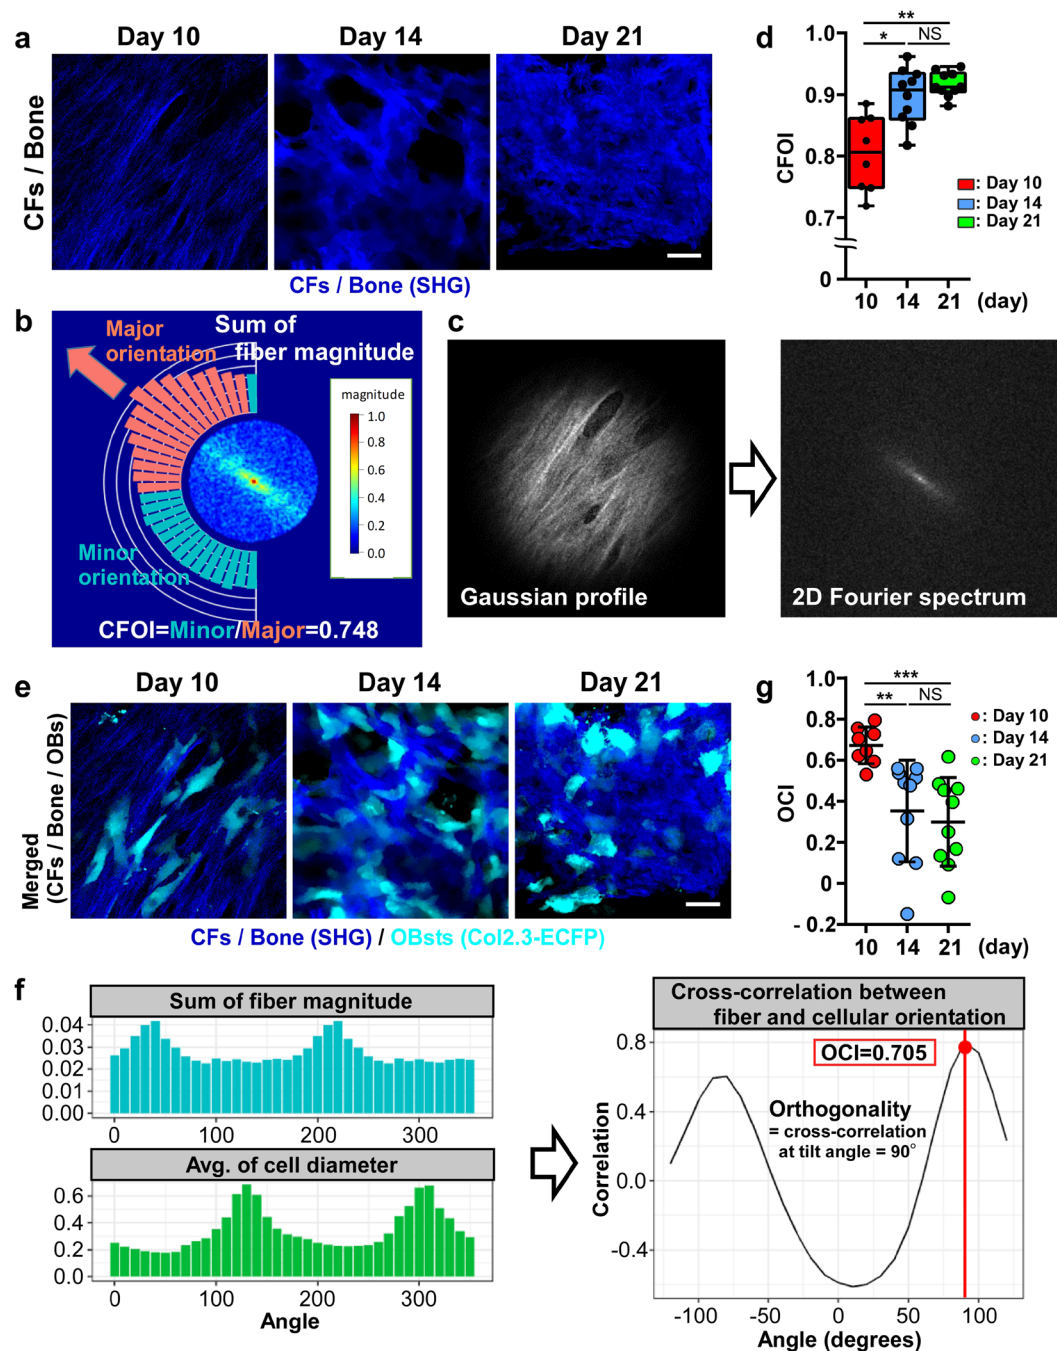 a
Day 10
Day 14
Day 21
CFs / Bone
CFs / Bone (SHG)
d
**
*
NS
1.0
0.9
0.8
0.7
0
CFOI
: Day 10
: Day 14
: Day 21
10
14
21
(day)
b
Major
orientation
Sum of
fiber magnitude
magnitude
1.0
0.8
0.6
0.4
0.2
0.0
Minor
orientation
CFOI=Minor/Major=0.748
c
Gaussian profile
2D Fourier spectrum
e
Day 10
Day 14
Day 21
Merged
(CFs / Bone / OBs)
CFs / Bone (SHG) / OBsts (Col2.3-ECFP)
g
***
**
NS
1.0
0.8
0.6
0.4
0.2
0
- 0.2
OCI
: Day 10
: Day 14
: Day 21
10
14
21
(day)
f
Sum of fiber magnitude
0.04
0.03
0.02
0.01
0.00
0
100
200
300
Avg. of cell diameter
0.6
0.4
0.2
0.0
0
100
200
300
Angle
Cross-correlation between
fiber and cellular orientation
OCI=0.705
Orthogonality
= cross-correlation
at tilt angle = 90°
0.8
0.4
0.0
-0.4
Correlation
-100
-50
0
50
100
Angle (degrees)